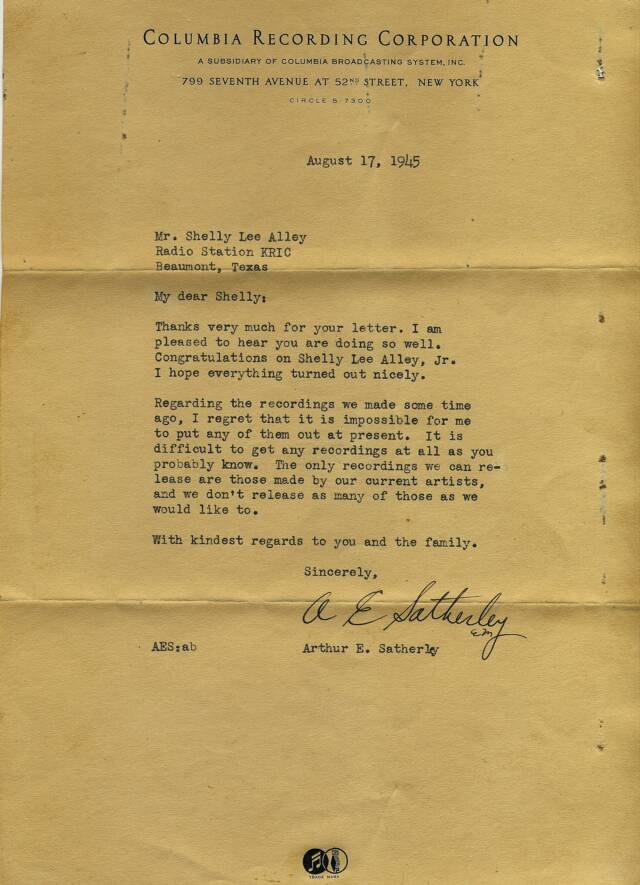 COLUMBIA RECORDING CORPORATION
A SUBSIDIARY OF COLUMBIA BROADCASTING SYSTEM, INC.
799 SEVENTH AVENUE AT 52ND STREET, NEW YORK
CIRCLE 5-7300
August 17, 1945
Mr. Shelly Lee Alley
Radio Station KRIC
Beaumont, Texas
My dear Shelly:
Thanks very much for your letter. I am
pleased to hear you are doing so well.
Congratulations on Shelly Lee Alley, Jr.
I hope everything turned out nicely.
Regarding the recordings we made some time
ago, I regret that it is impossible for me
to put any of them out at present. It is
difficult to get any recordings at all as you
probably know. The only recordings we can re-
lease are those made by our current artists,
and we don't release as many of those as we
would like to.
With kindest regards to you and the family.
Sincerely,
A E Satherley
AES:ab
Arthur E. Satherly
TRADE MARK